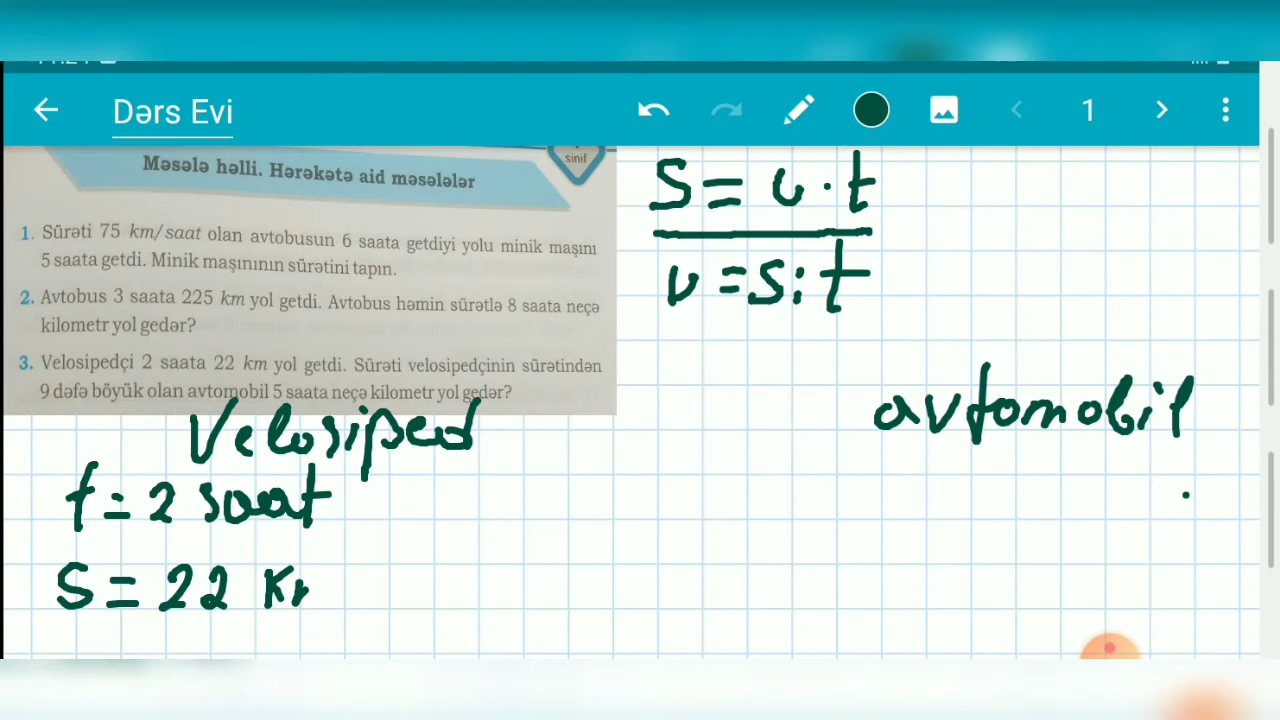 Dərs Evi
1
sinif
Məsələ həlli. Hərəkətə aid məsələlər
1. Sürəti 75 km/saat olan avtobusun 6 saata getdiyi yolu minik maşını
5 saata getdi. Minik maşınının sürətini tapın.
2. Avtobus 3 saata 225 km yol getdi. Avtobus həmin sürətlə 8 saata neçə
kilometr yol gedər?
3. Velosipedçi 2 saata 22 km yol getdi. Sürəti velosipedçinin sürətindən
9 dəfə böyük olan avtomobil 5 saata neçə kilometr yol gedər?
S = υ · t
υ = S : t
Velosiped
t = 2 saat
S = 22 K
avtomobil